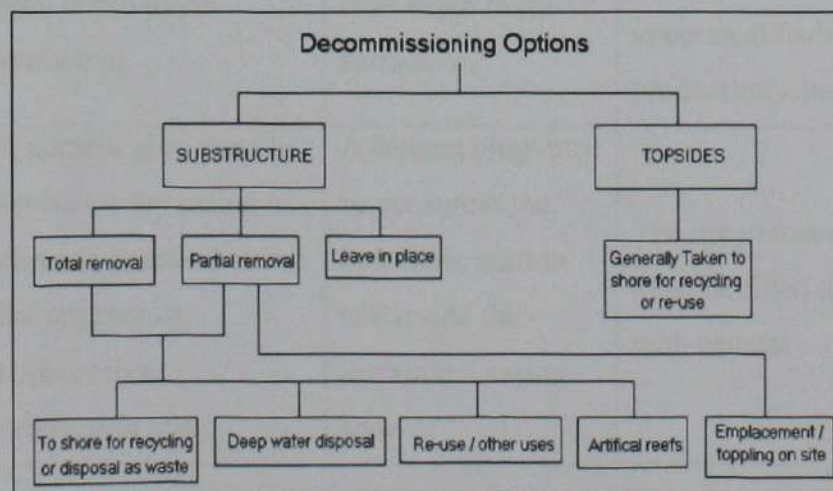 Decommissioning Options
SUBSTRUCTURE
TOPSIDES
Total removal
Partial removal
Leave in place
Generally Taken to
shore for recycling
or re-use
To shore for recycling
or disposal as waste
Deep water disposal
Re-use / other uses
Artifical reefs
Emplacement /
toppling on site